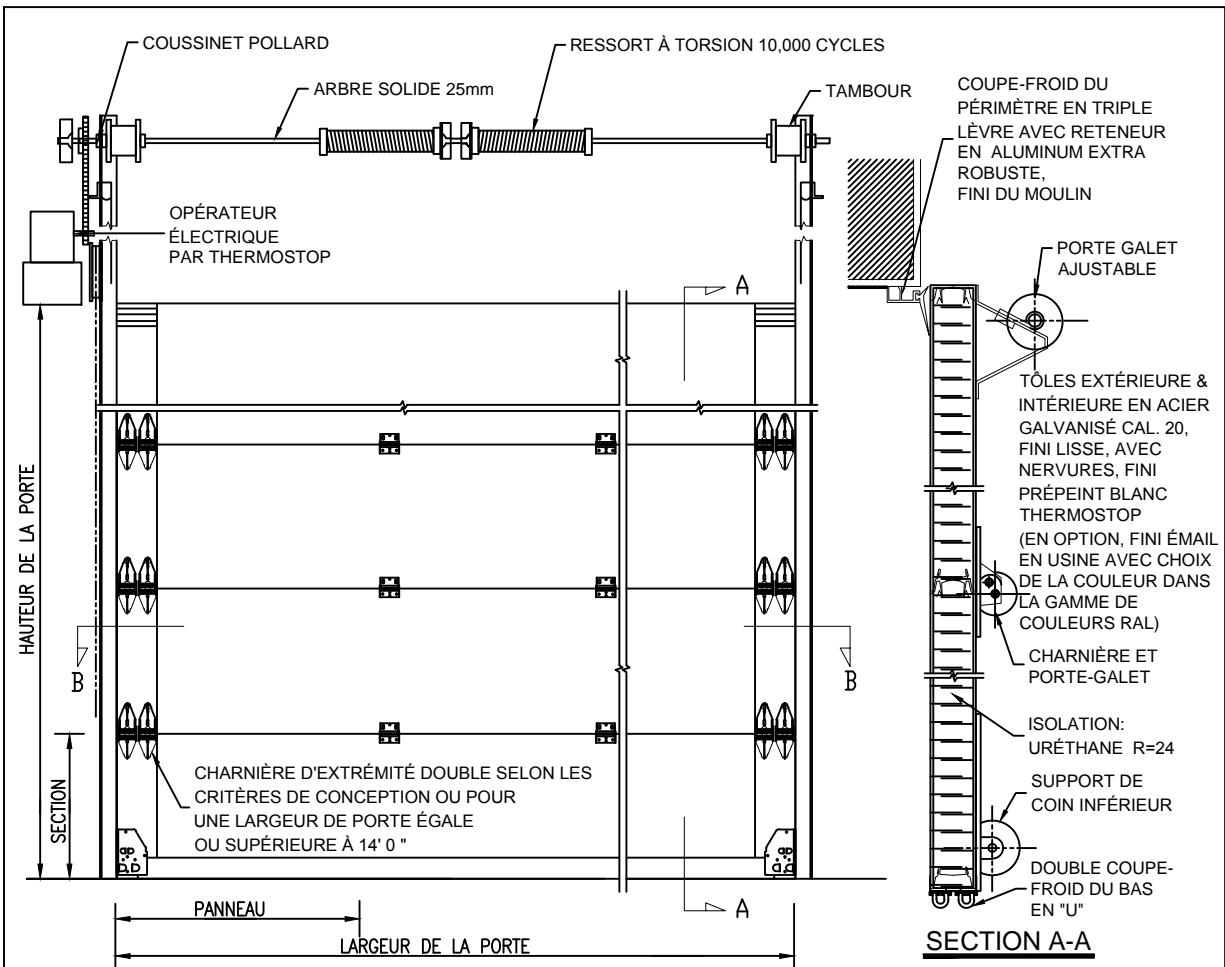 COUSSINET POLLARD
RESSORT À TORSION 10,000 CYCLES
ARBRE SOLIDE 25mm
TAMBOUR
COUPE-FROID DU
PÉRIMÈTRE EN TRIPLE
LÈVRE AVEC RETENEUR
EN ALUMINUM EXTRA
ROBUSTE,
FINI DU MOULIN
OPÉRATEUR
ÉLECTRIQUE
PAR THERMOSTOP
A
PORTE GALET
AJUSTABLE
TÔLES EXTÉRIEURE &
INTÉRIEURE EN ACIER
GALVANISÉ CAL. 20,
FINI LISSE, AVEC
NERVURES, FINI
PRÉPEINT BLANC
THERMOSTOP
(EN OPTION, FINI ÉMAIL
EN USINE AVEC CHOIX
DE LA COULEUR DANS
LA GAMME DE
COULEURS RAL)
HAUTEUR DE LA PORTE
B
B
CHARNIÈRE ET
PORTE-GALET
ISOLATION:
URÉTHANE R=24
SECTION
CHARNIÈRE D'EXTRÉMITÉ DOUBLE SELON LES
CRITÈRES DE CONCEPTION OU POUR
UNE LARGEUR DE PORTE ÉGALE
OU SUPÉRIEURE À 14' 0 "
SUPPORT DE
COIN INFÉRIEUR
DOUBLE COUPE-
FROID DU BAS
EN "U"
PANNEAU
A
LARGEUR DE LA PORTE
SECTION A-A